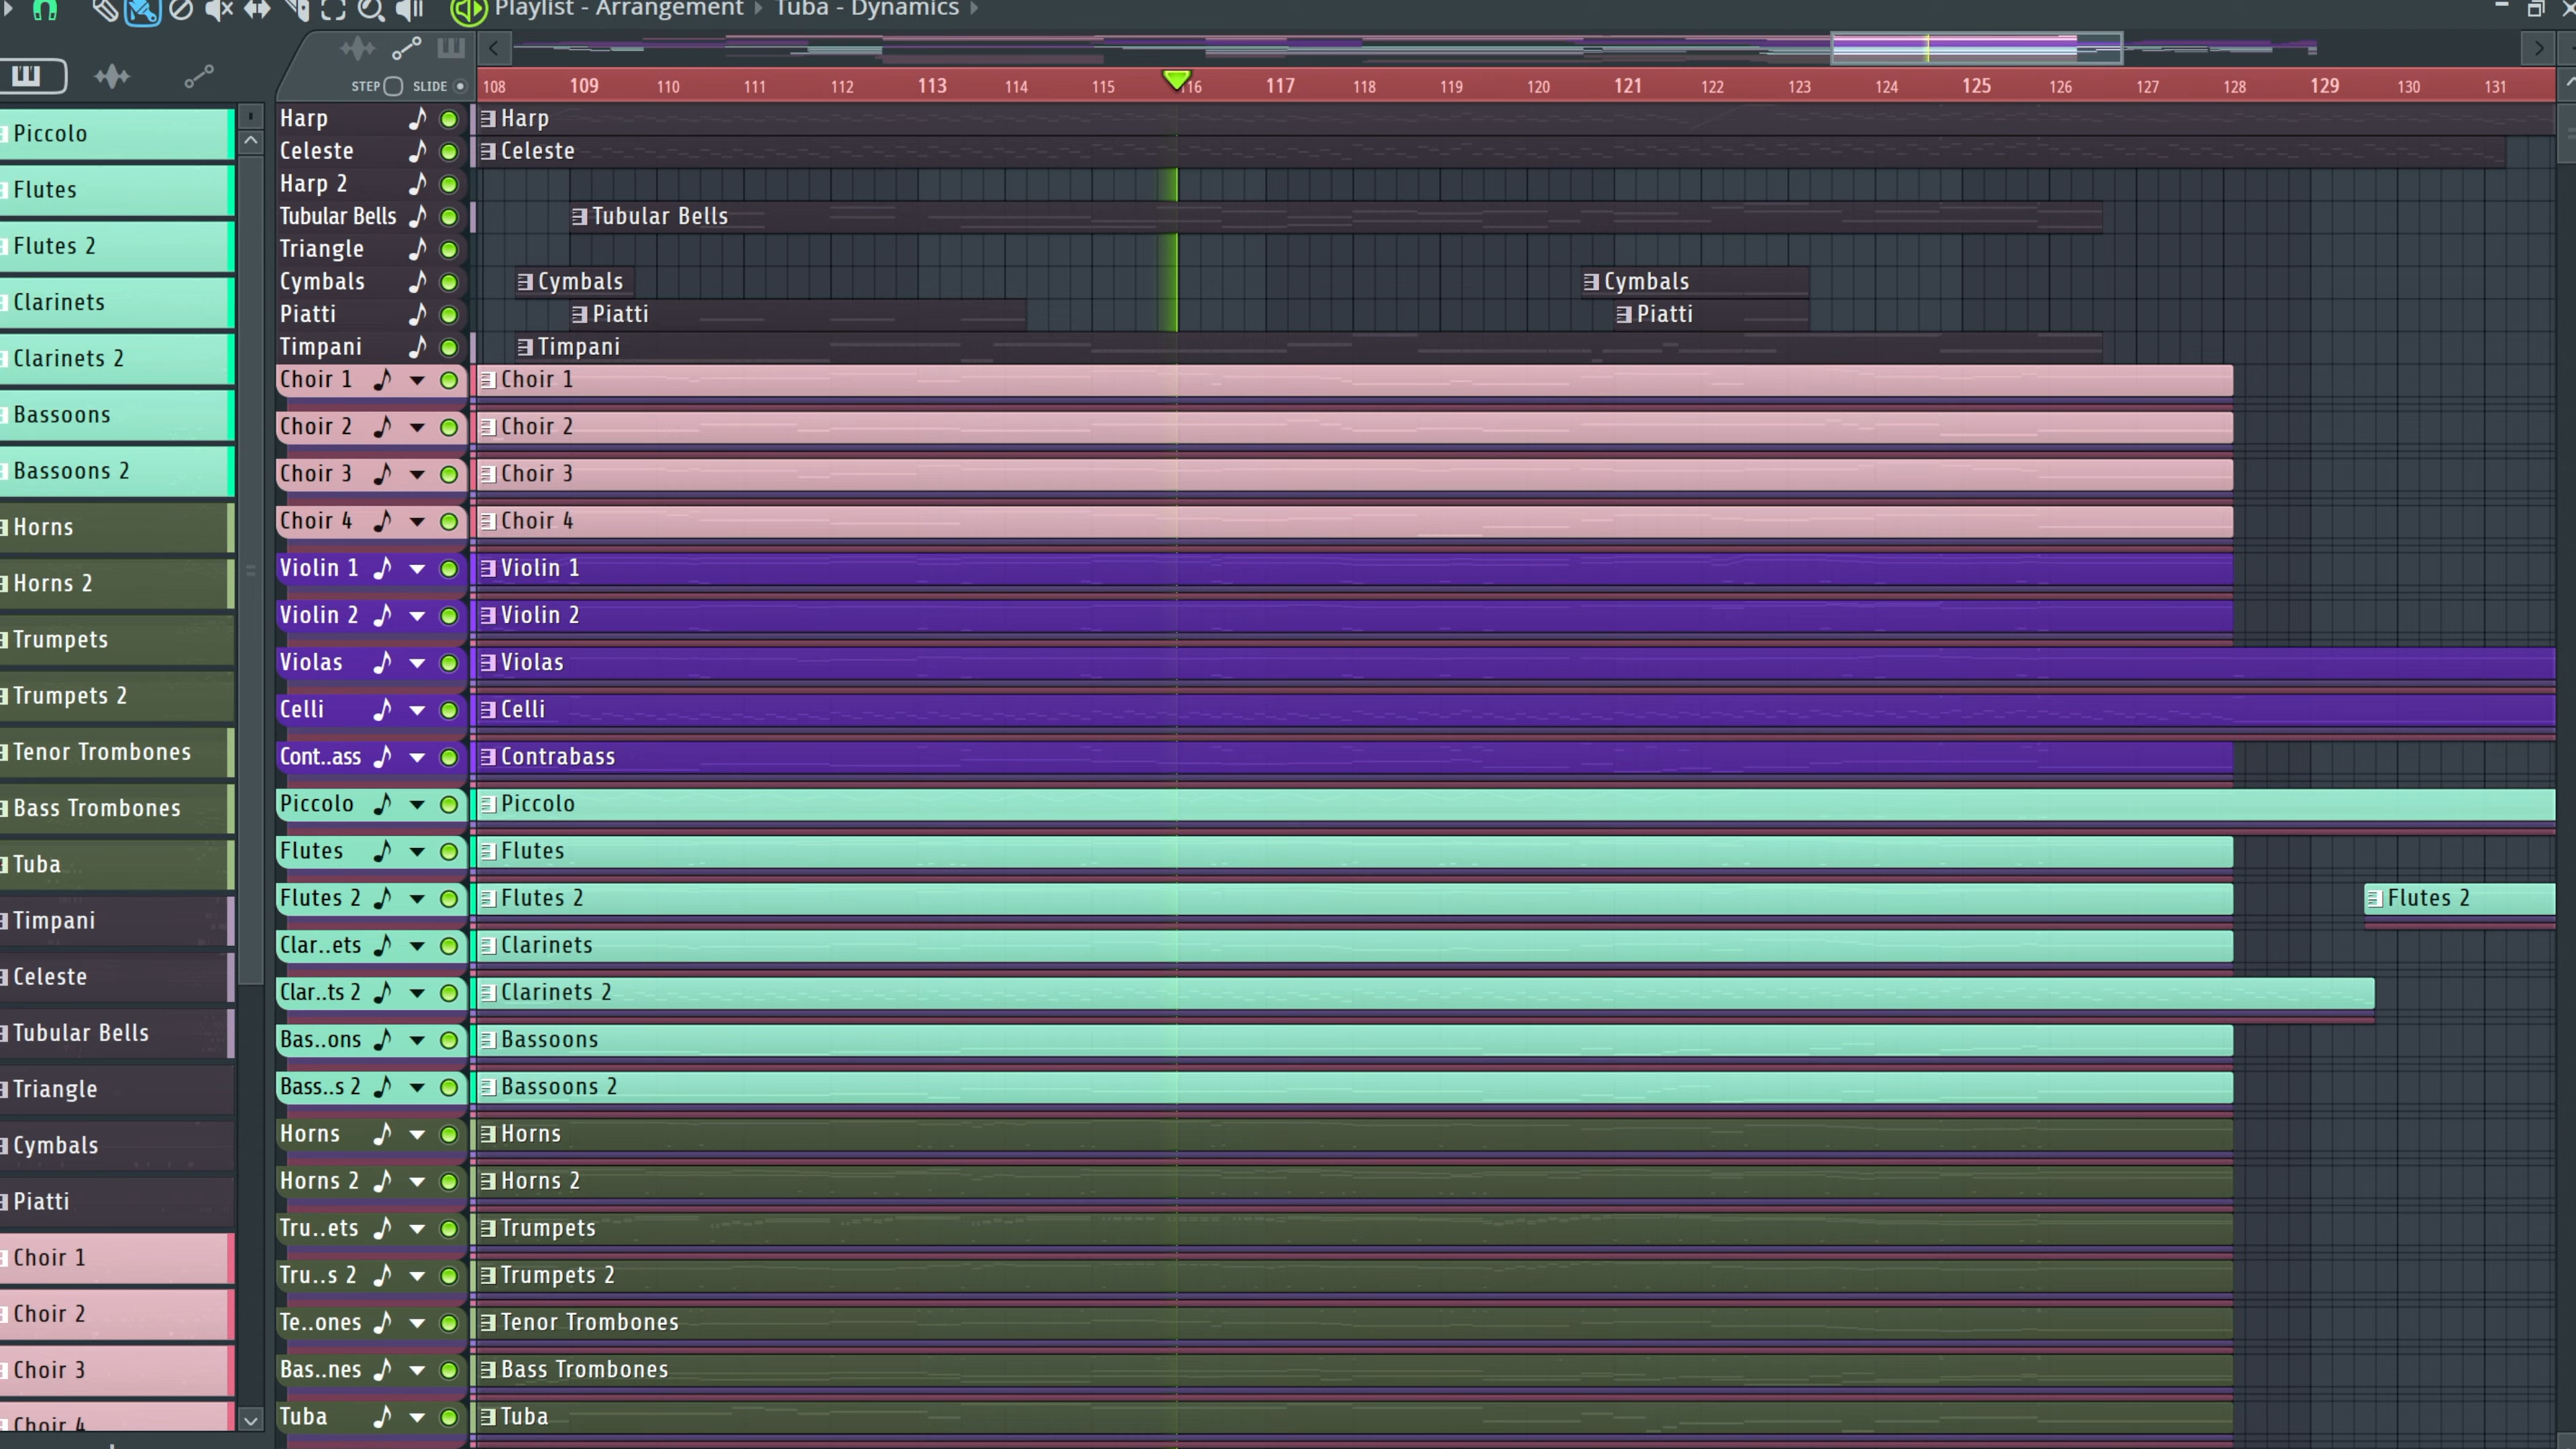 Playlist - Arrangement Tuba - Dynamics
STEP SLIDE
108 109 110 111 112 113 114 115 116 117 118 119 120 121 122 123 124 125 126 127 128 129 130 131
Piccolo
Flutes
Flutes 2
Clarinets
Clarinets 2
Bassoons
Bassoons 2
Horns
Horns 2
Trumpets
Trumpets 2
Tenor Trombones
Bass Trombones
Tuba
Timpani
Celeste
Tubular Bells
Triangle
Cymbals
Piatti
Choir 1
Choir 2
Choir 3
Choir 4
Harp Harp
Celeste Celeste
Harp 2
Tubular Bells Tubular Bells
Triangle
Cymbals Cymbals Cymbals
Piatti Piatti Piatti
Timpani Timpani
Choir 1 Choir 1
Choir 2 Choir 2
Choir 3 Choir 3
Choir 4 Choir 4
Violin 1 Violin 1
Violin 2 Violin 2
Violas Violas
Celli Celli
Cont..ass Contrabass
Piccolo Piccolo
Flutes Flutes
Flutes 2 Flutes 2 Flutes 2
Clar..ets Clarinets
Clar..ts 2 Clarinets 2
Bas..ons Bassoons
Bass..s 2 Bassoons 2
Horns Horns
Horns 2 Horns 2
Tru..ets Trumpets
Tru..s 2 Trumpets 2
Te..ones Tenor Trombones
Bas..nes Bass Trombones
Tuba Tuba